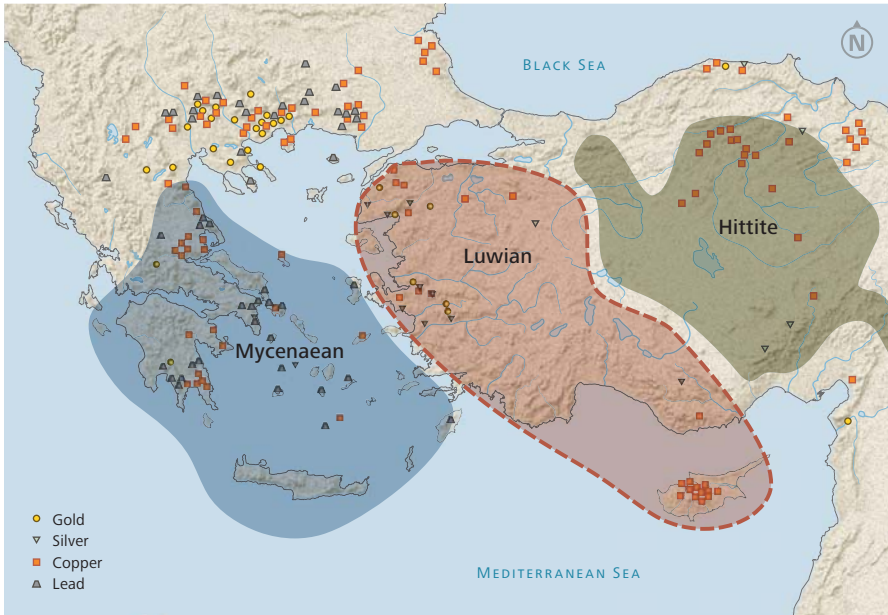 N
BLACK SEA
Hittite
Luwian
Mycenaean
Gold
Silver
Copper
Lead
MEDITERRANEAN SEA